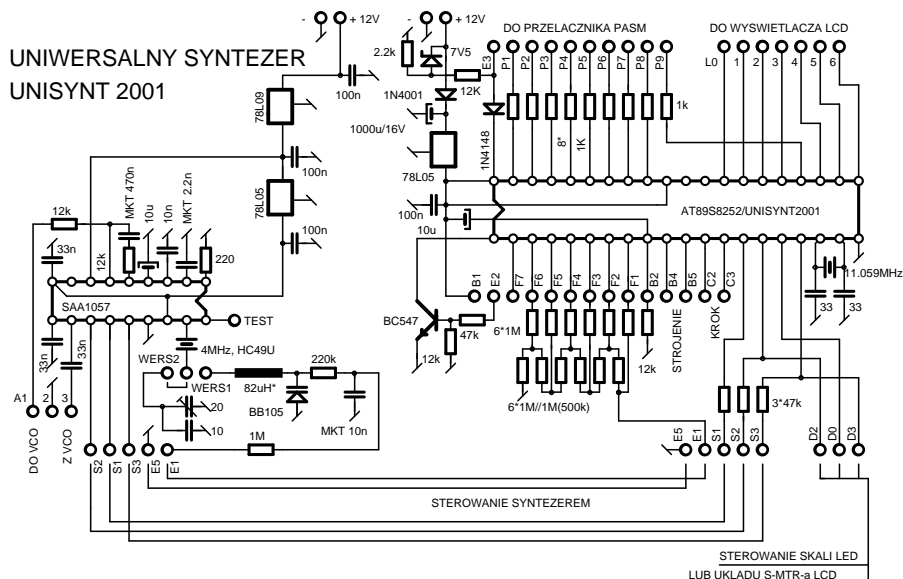 - + 12V
- + 12V
UNIWERSALNY SYNTEZER
UNISYNT 2001
DO PRZELACZNIKA PASM
DO WYSWIETLACZA LCD
2.2k
7V5
E3
P1
P2
P3
P4
P5
P6
P7
P8
P9
L0
1
2
3
4
5
6
100n
1N4001
12K
78L09
1000u/16V
1N4148
8*
1K
1k
78L05
100n
78L05
100n
100n
10u
AT89S8252/UNISYNT2001
12k
MKT 470n
10u
10n
MKT 2.2n
33n
12k
220
SAA1057
TEST
33n
33n
4MHz, HC49U
WERS2
WERS1
82uH*
220k
BB105
20
10
MKT 10n
1M
BC547
12k
47k
B1
E2
F7
F6
F5
F4
F3
F2
F1
B2
B4
B5
C2
C3
11.059MHz
33
33
6*1M
12k
STROJENIE
KROK
6*1M//1M(500k)
3*47k
A1
2
3
DO VCO
Z VCO
S2
S1
S3
E5
E1
E5
E1
S1
S2
S3
D2
D0
D3
STEROWANIE SYNTEZEREM
STEROWANIE SKALI LED
LUB UKLADU S-MTR-a LCD